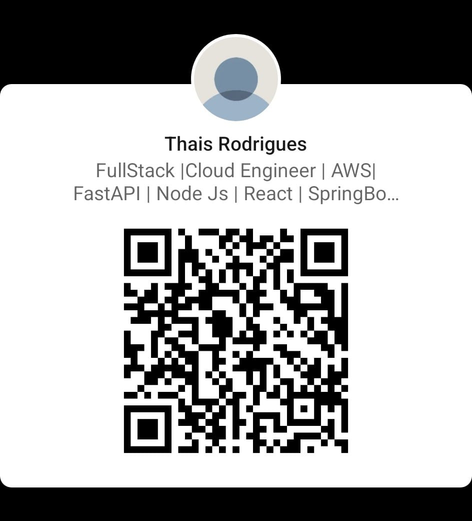 Thais Rodrigues
FullStack |Cloud Engineer | AWS|
FastAPI | Node Js | React | SpringBo...